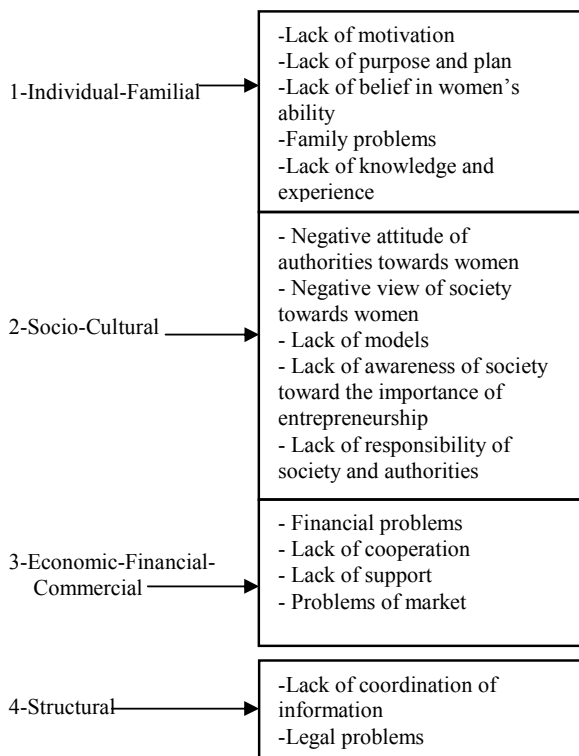 1-Individual-Familial
-Lack of motivation
-Lack of purpose and plan
-Lack of belief in women's
ability
-Family problems
-Lack of knowledge and
experience
2-Socio-Cultural
- Negative attitude of
authorities towards women
- Negative view of society
towards women
- Lack of models
- Lack of awareness of society
toward the importance of
entrepreneurship
- Lack of responsibility of
society and authorities
3-Economic-Financial-
Commercial
- Financial problems
- Lack of cooperation
- Lack of support
- Problems of market
4-Structural
-Lack of coordination of
information
-Legal problems